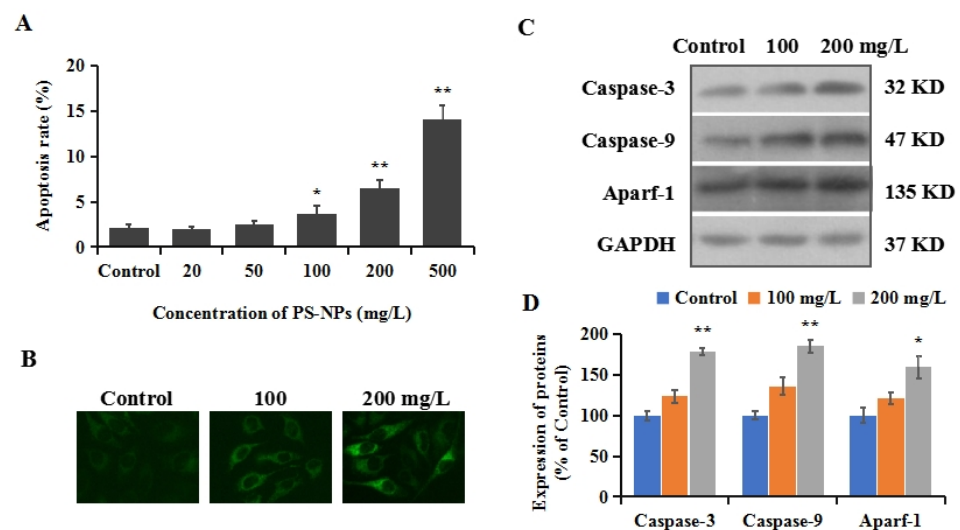 A
20
15
10
5
0
Apoptosis rate (%)
*
**
**
Control 20 50 100 200 500
Concentration of PS-NPs (mg/L)
B
Control 100 200 mg/L
C
Control 100 200 mg/L
Caspase-3 32 KD
Caspase-9 47 KD
Aparf-1 135 KD
GAPDH 37 KD
D
Control 100 mg/L 200 mg/L
200
150
100
50
0
Expression of proteins
(% of Control)
**
**
*
Caspase-3 Caspase-9 Aparf-1